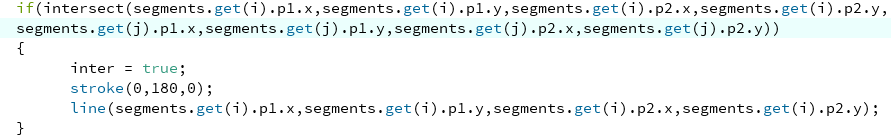 if(intersect(segments.get(i).p1.x,segments.get(i).p1.y,segments.get(i).p2.x,segments.get(i).p2.y,
segments.get(j).p1.x,segments.get(j).p1.y,segments.get(j).p2.x,segments.get(j).p2.y))
{
inter = true;
stroke(0,180,0);
line(segments.get(i).p1.x,segments.get(i).p1.y,segments.get(i).p2.x,segments.get(i).p2.y);
}